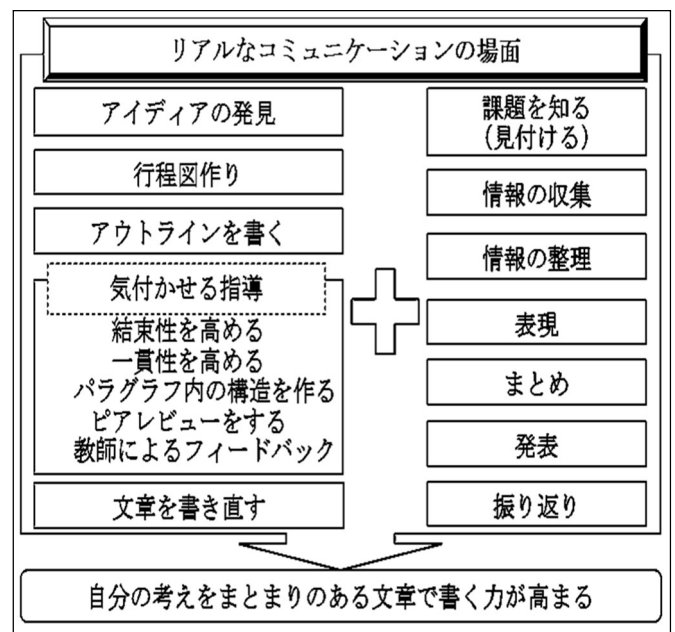 リアルなコミュニケーションの場面
アイディアの発見
行程図作り
アウトラインを書く
気付かせる指導
結束性を高める
一貫性を高める
パラグラフ内の構造を作る
ピアレビューをする
教師によるフィードバック
文章を書き直す
課題を知る
(見付ける)
情報の収集
情報の整理
表現
まとめ
発表
振り返り
自分の考えをまとまりのある文章で書く力が高まる